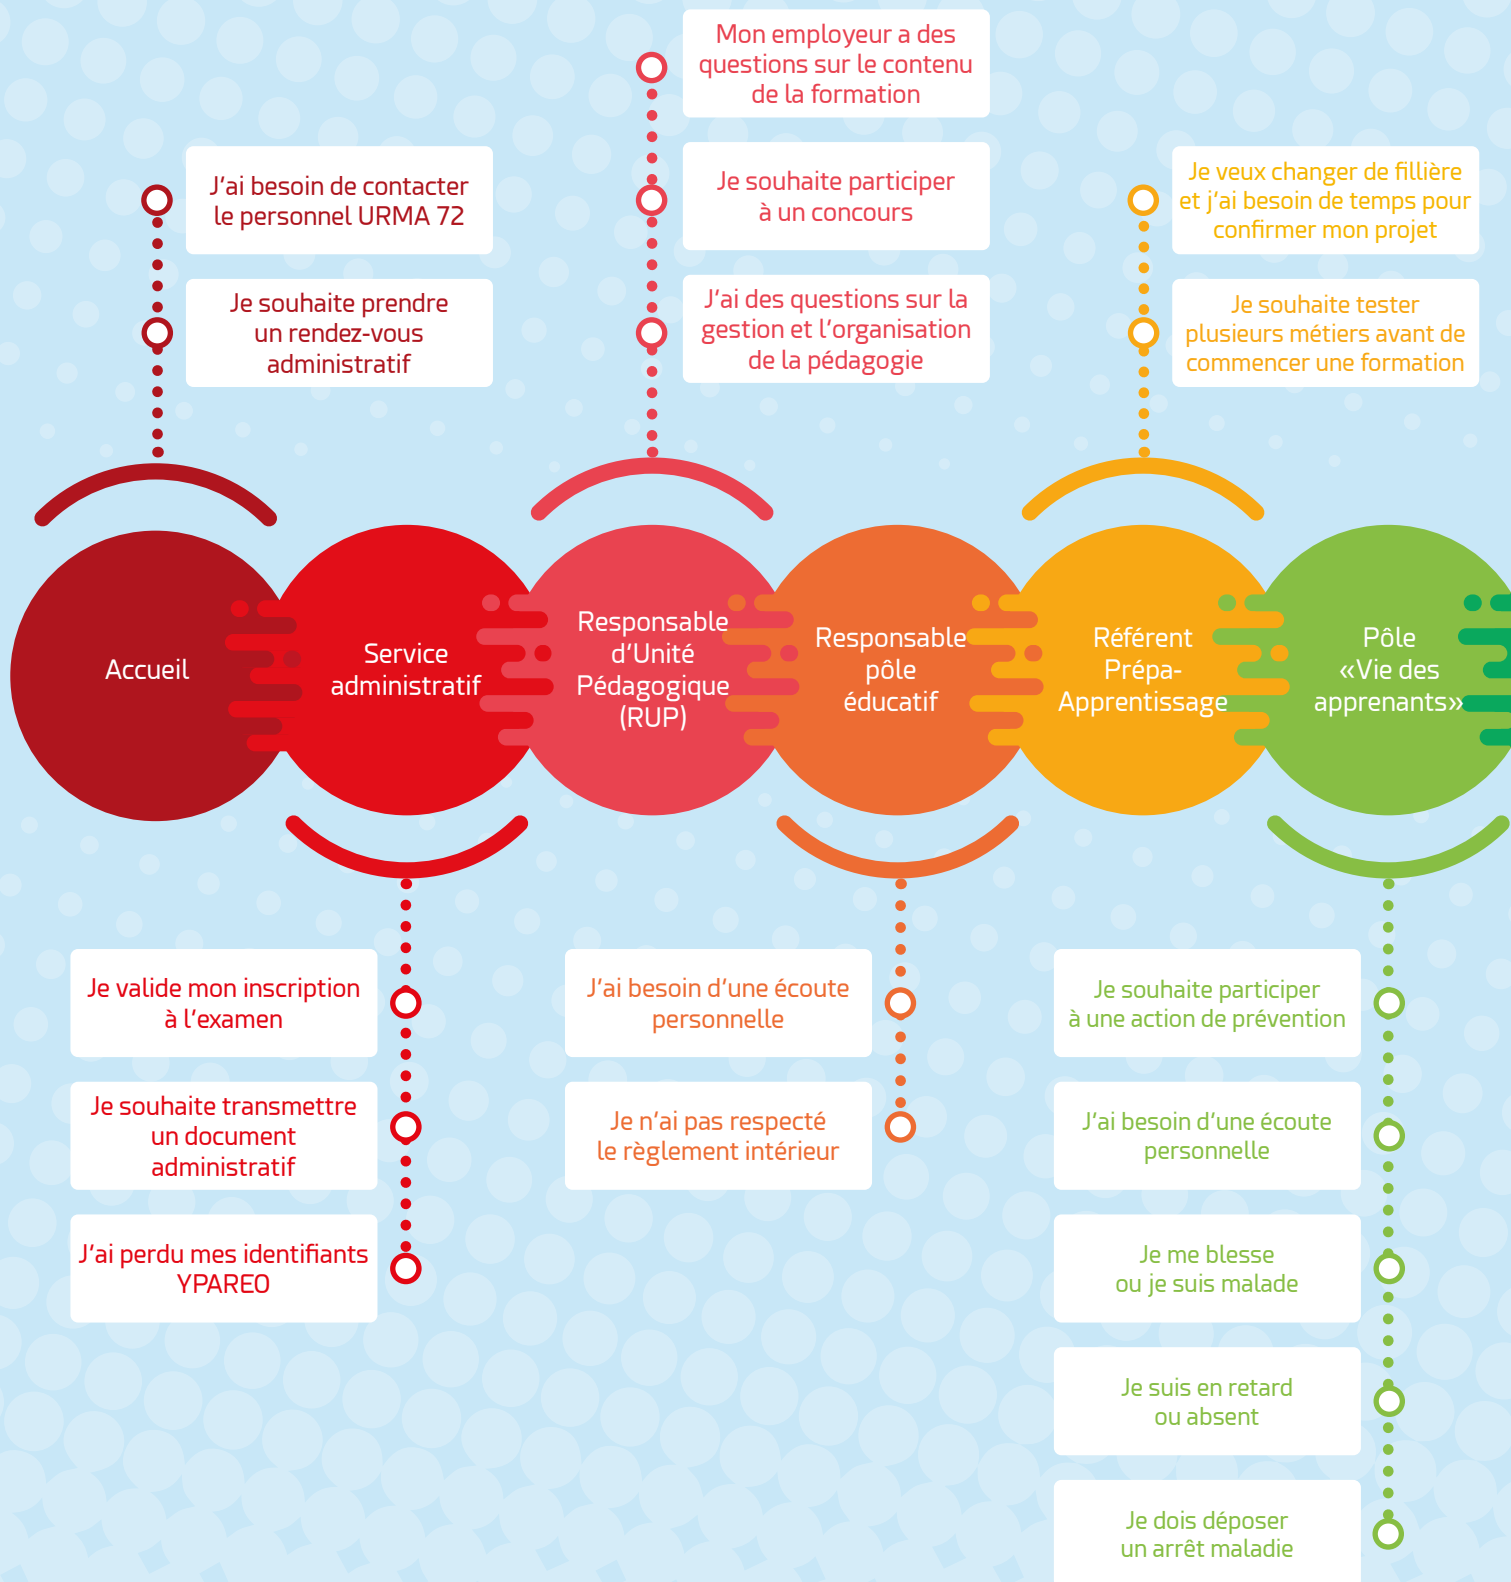 Mon employeur a des
questions sur le contenu
de la formation
J'ai besoin de contacter
le personnel URMA 72
Je souhaite participer
à un concours
Je veux changer de fillière
et j'ai besoin de temps pour
confirmer mon projet
Je souhaite prendre
un rendez-vous
administratif
J'ai des questions sur la
gestion et l'organisation
de la pédagogie
Je souhaite tester
plusieurs métiers avant de
commencer une formation
Accueil
Service
administratif
Responsable
d'Unité
Pédagogique
(RUP)
Responsable
pôle
éducatif
Référent
Prépa-
Apprentissage
Pôle
«Vie des
apprenants»
Je valide mon inscription
à l'examen
J'ai besoin d'une écoute
personnelle
Je souhaite participer
à une action de prévention
Je souhaite transmettre
un document
administratif
Je n'ai pas respecté
le règlement intérieur
J'ai besoin d'une écoute
personnelle
J'ai perdu mes identifiants
YPAREO
Je me blesse
ou je suis malade
Je suis en retard
ou absent
Je dois déposer
un arrêt maladie